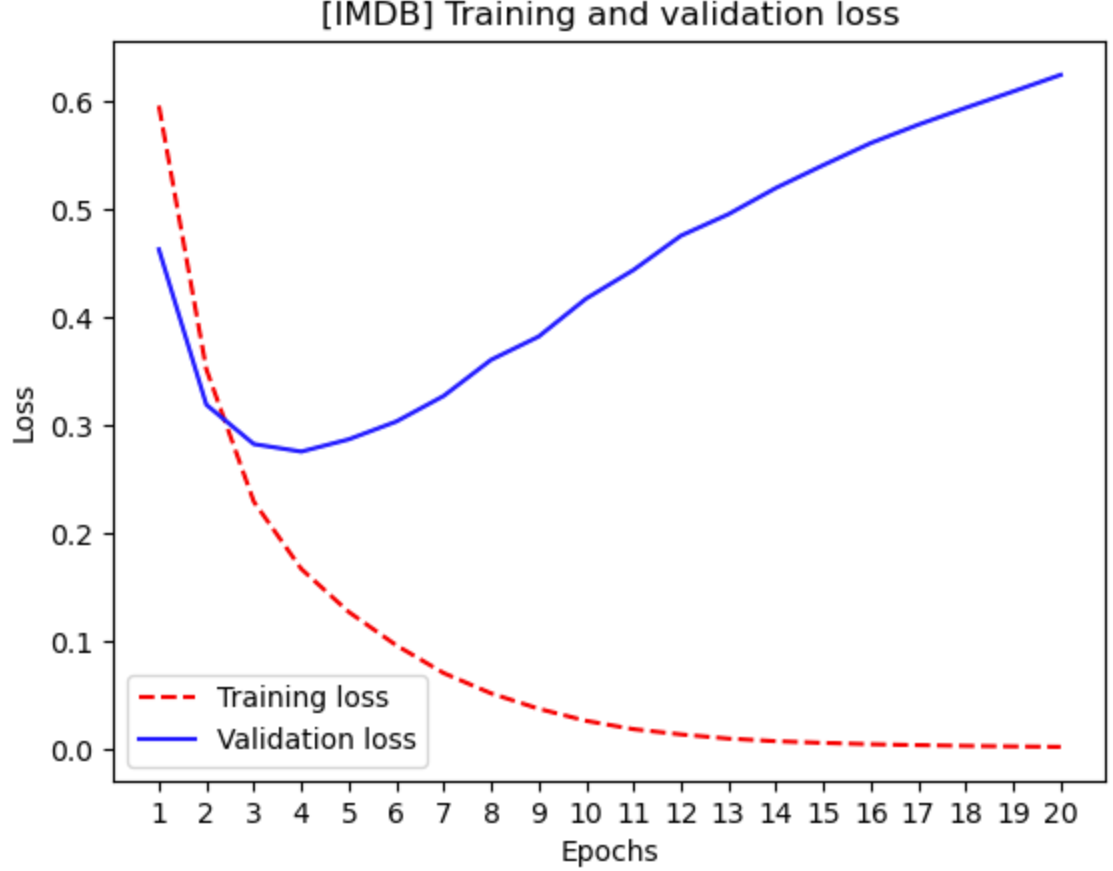 [IMDB] Training and validation loss
Loss
0.6
0.5
0.4
0.3
0.2
0.1
0.0
Training loss
Validation loss
1 2 3 4 5 6 7 8 9 10 11 12 13 14 15 16 17 18 19 20
Epochs